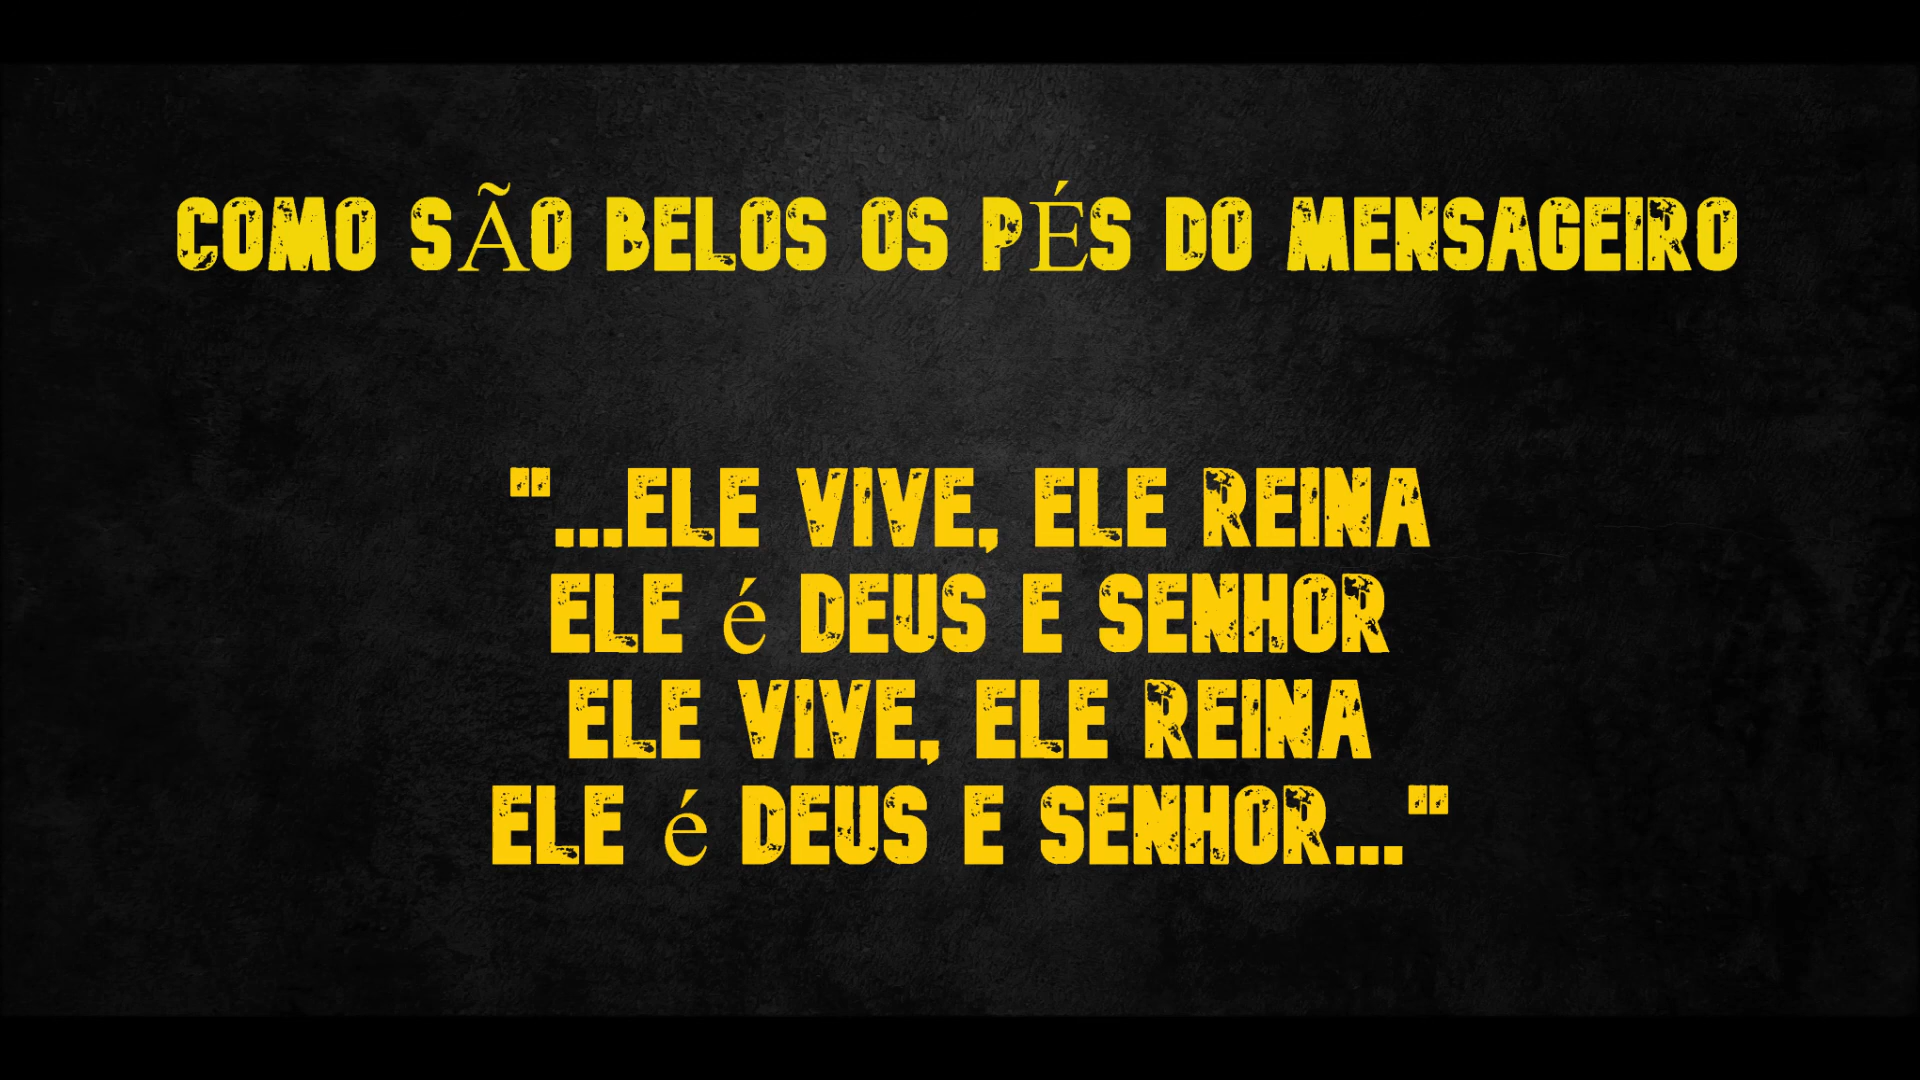 COMO SÃO BELOS OS PÉS DO MENSAGEIRO
"...ELE VIVE, ELE REINA
ELE é DEUS E SENHOR
ELE VIVE, ELE REINA
ELE é DEUS E SENHOR..."